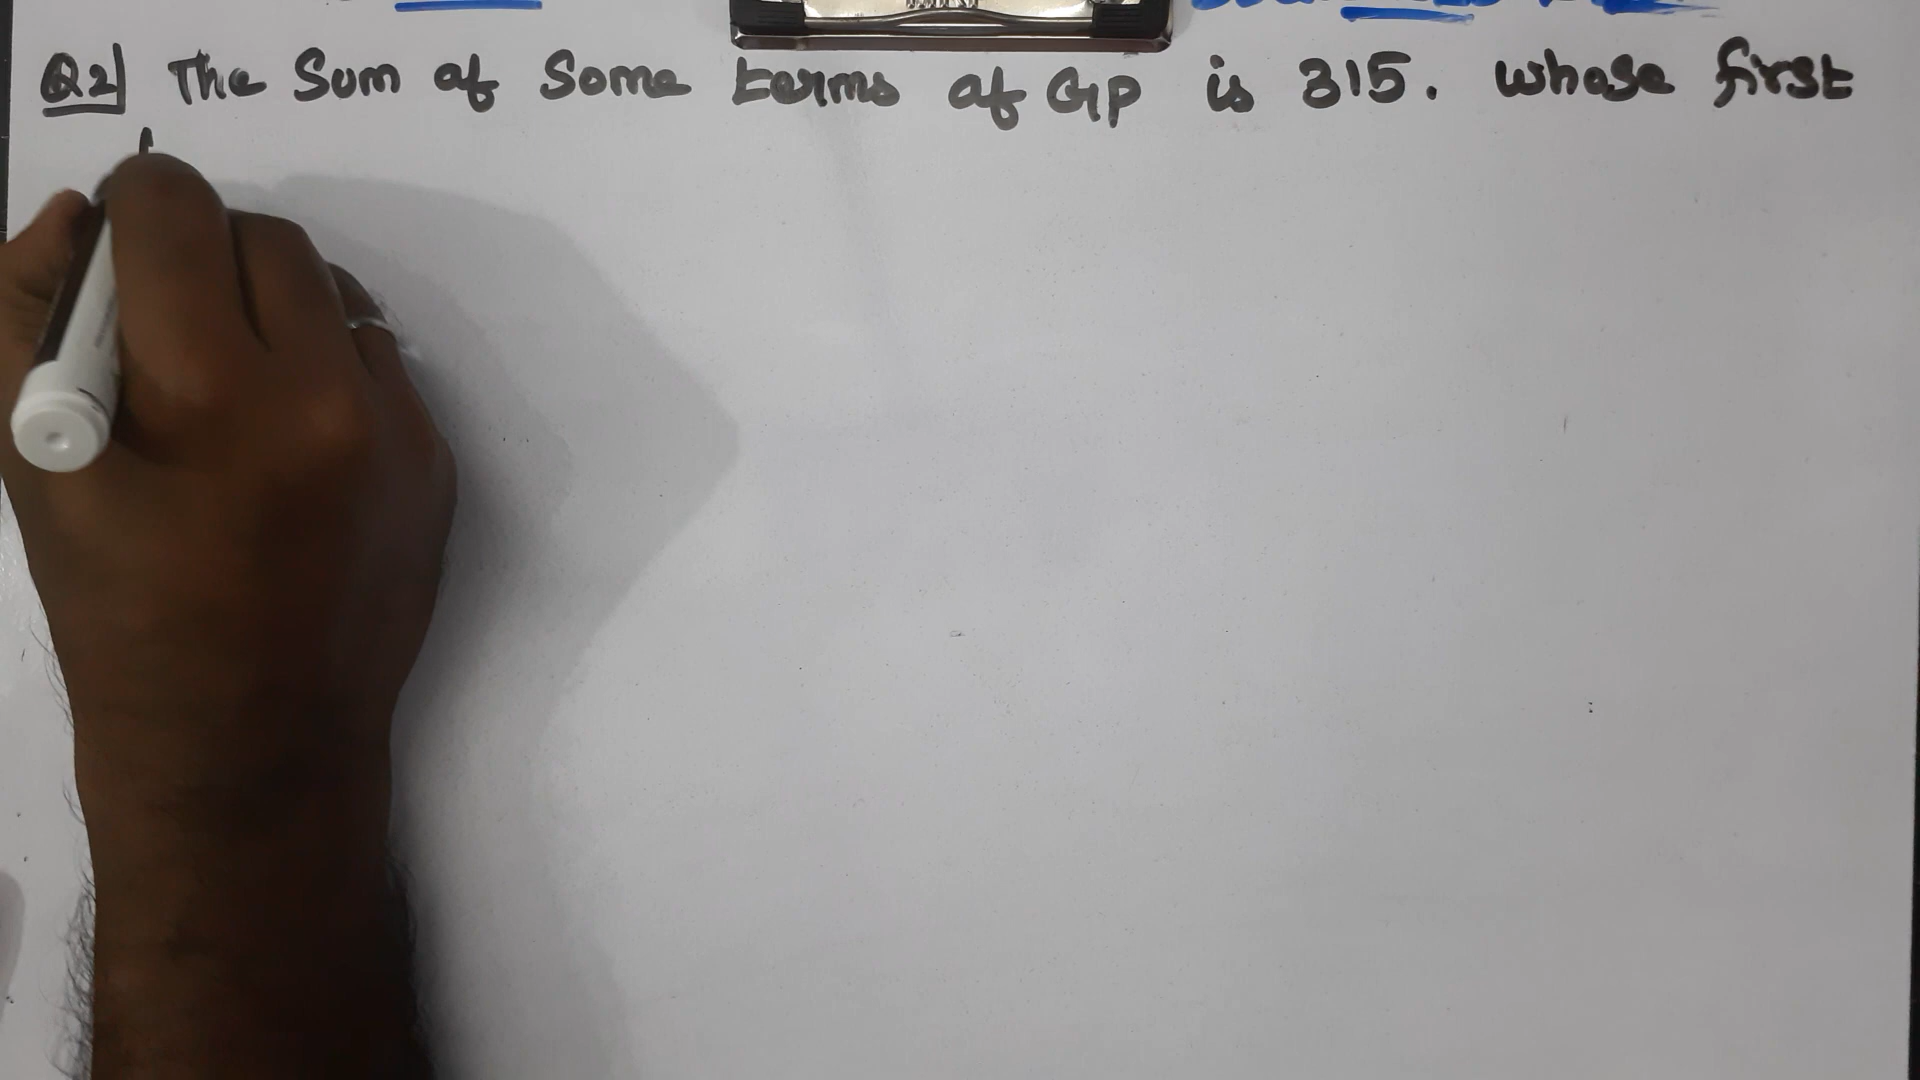 Q2 The Sum of Some terms of GP is 315. whose first